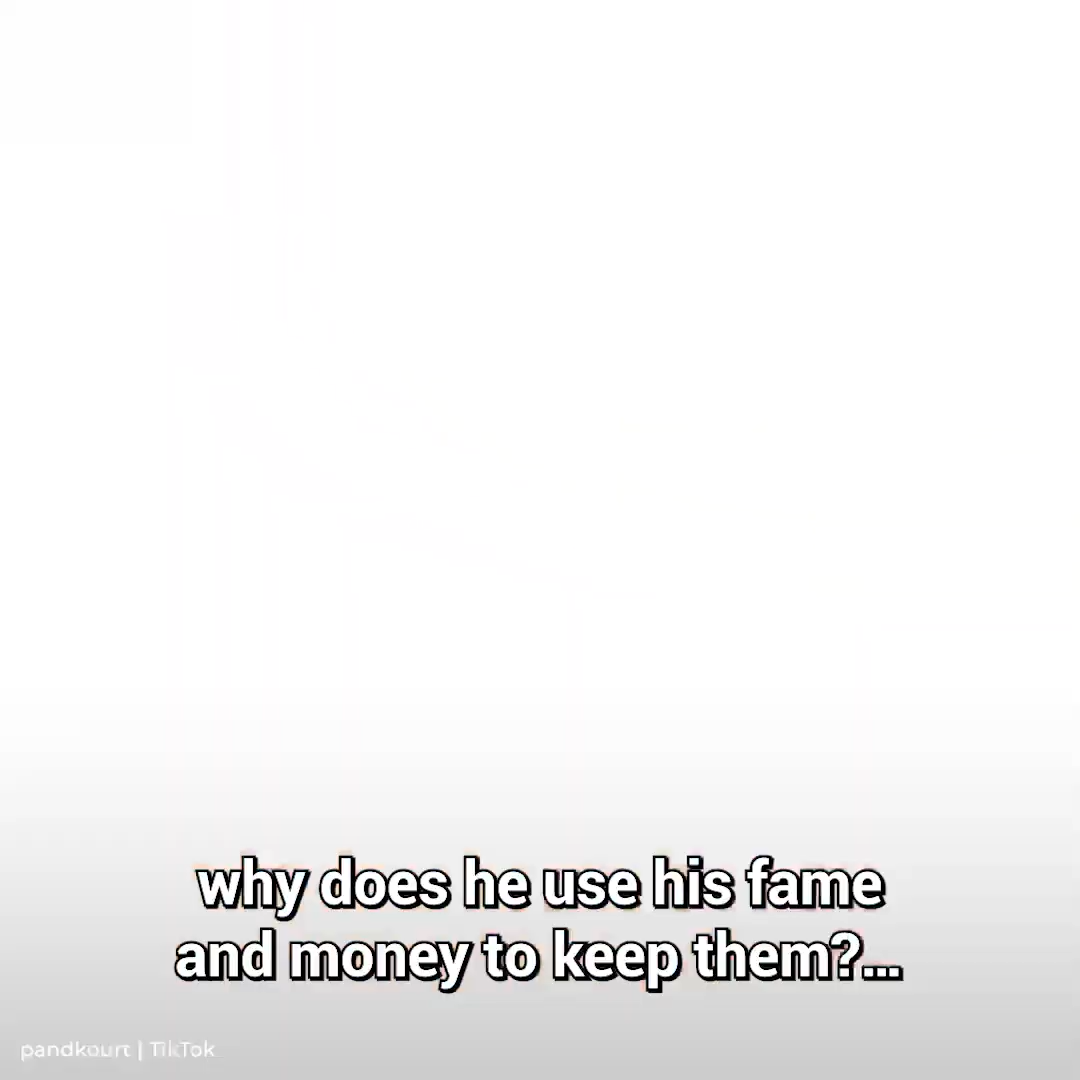 why does he use his fame
and money to keep them?...
pandkourt | TikTok